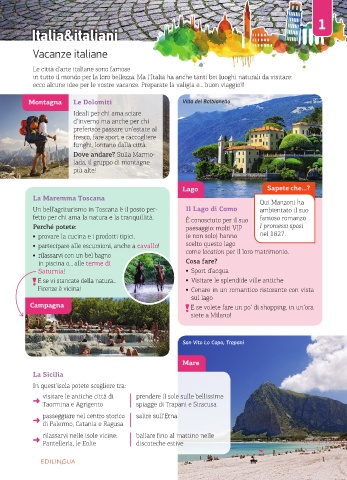 1
Italia&italiani
Vacanze italiane
Le città d'arte italiane sono famose
in tutto il mondo per la loro bellezza. Ma l'Italia ha anche tanti bei luoghi naturali da visitare:
ecco alcune idee per le vostre vacanze. Preparate la valigia e... buon viaggio!
Montagna
Le Dolomiti
Ideali per chi ama sciare
d'inverno ma anche per chi
preferisce passare un'estate al
fresco, fare sport e raccogliere
funghi, lontano dalla città.
Dove andare? Sulla Marmo-
lada, il gruppo di montagne
più alte!
Villa del Balbianello
La Maremma Toscana
Un bell'agriturismo in Toscana è il posto per-
fetto per chi ama la natura e la tranquillità.
Perché potete:
• provare la cucina e i prodotti tipici.
• partecipare alle escursioni, anche a cavallo!
• rilassarvi con un bel bagno
in piscina o... alle terme di
Saturnia!
! E se vi stancate della natura...
Firenze è vicina!
Campagna
Lago
Il Lago di Como
È conosciuto per il suo
paesaggio: molti VIP
(e non solo) hanno
scelto questo lago
come location per il loro matrimonio.
Cosa fare?
• Sport d'acqua
• Visitare le splendide ville antiche
• Cenare in un romantico ristorante con vista
sul lago
! E se volete fare un po' di shopping, in un'ora
siete a Milano!
Sapete che...?
Qui Manzoni ha
ambientato il suo
famoso romanzo
I promessi sposi
nel 1827.
San Vito Lo Capo, Trapani
Mare
La Sicilia
In quest'isola potete scegliere tra:
visitare le antiche città di
Taormina e Agrigento
prendere il sole sulle bellissime
spiagge di Trapani e Siracusa
passeggiare nel centro storico
di Palermo, Catania e Ragusa
salire sull'Etna
rilassarvi nelle isole vicine:
Pantelleria, le Eolie
ballare fino al mattino nelle
discoteche estive
EDILINGUA